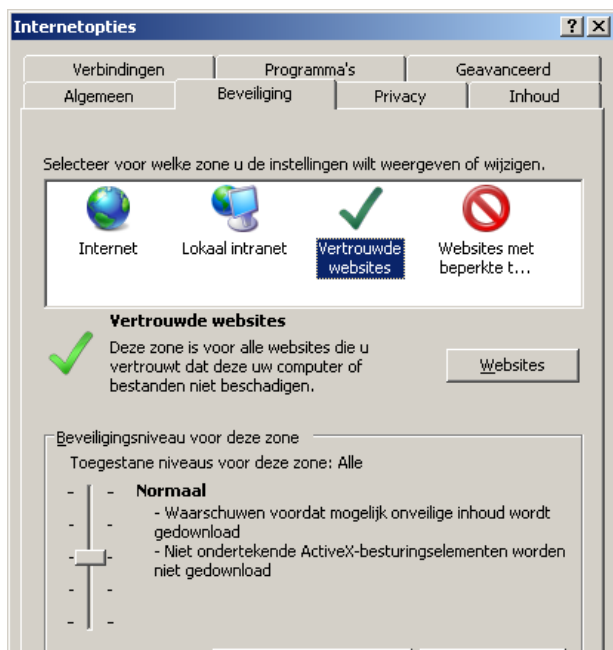 Internetopties
Verbindingen Programma's Geavanceerd
Algemeen Beveiliging Privacy Inhoud
Selecteer voor welke zone u de instellingen wilt weergeven of wijzigen.
Internet Lokaal intranet Vertrouwde websites Websites met beperkte t...
Vertrouwde websites
Deze zone is voor alle websites die u
vertrouwt dat deze uw computer of
bestanden niet beschadigen.
Websites
Beveiligingsniveau voor deze zone
Toegestane niveaus voor deze zone: Alle
Normaal
- Waarschuwen voordat mogelijk onveilige inhoud wordt
gedownload
- Niet ondertekende ActiveX-besturingselementen worden
niet gedownload